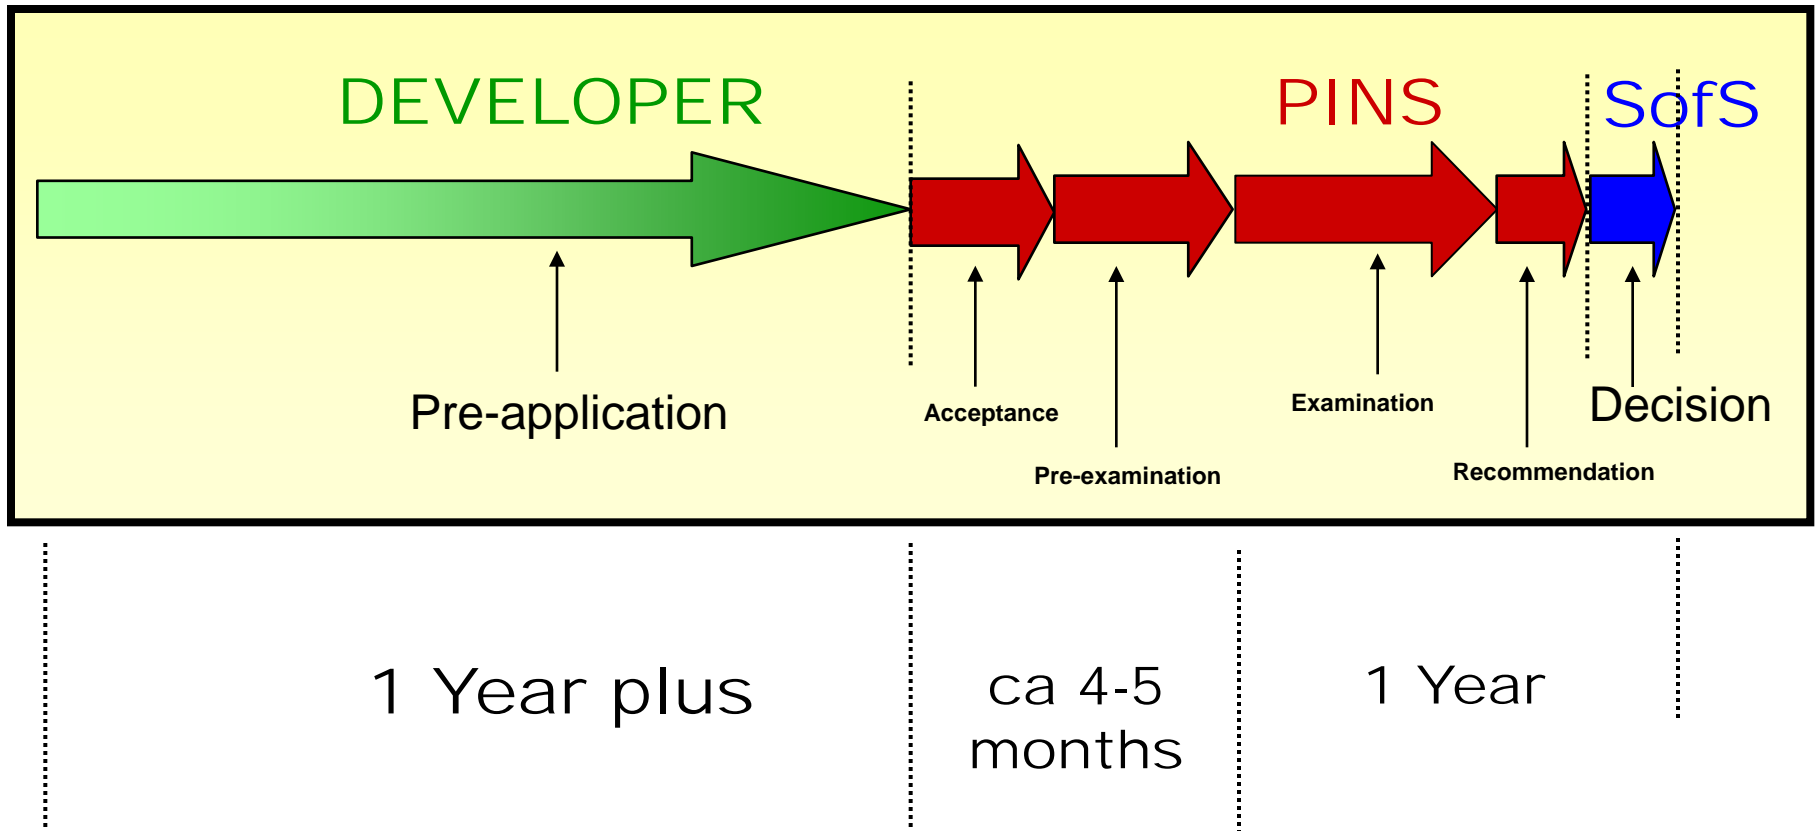 DEVELOPER
PINS
SofS
Pre-application
Acceptance
Pre-examination
Examination
Recommendation
Decision
1 Year plus
ca 4-5
months
1 Year